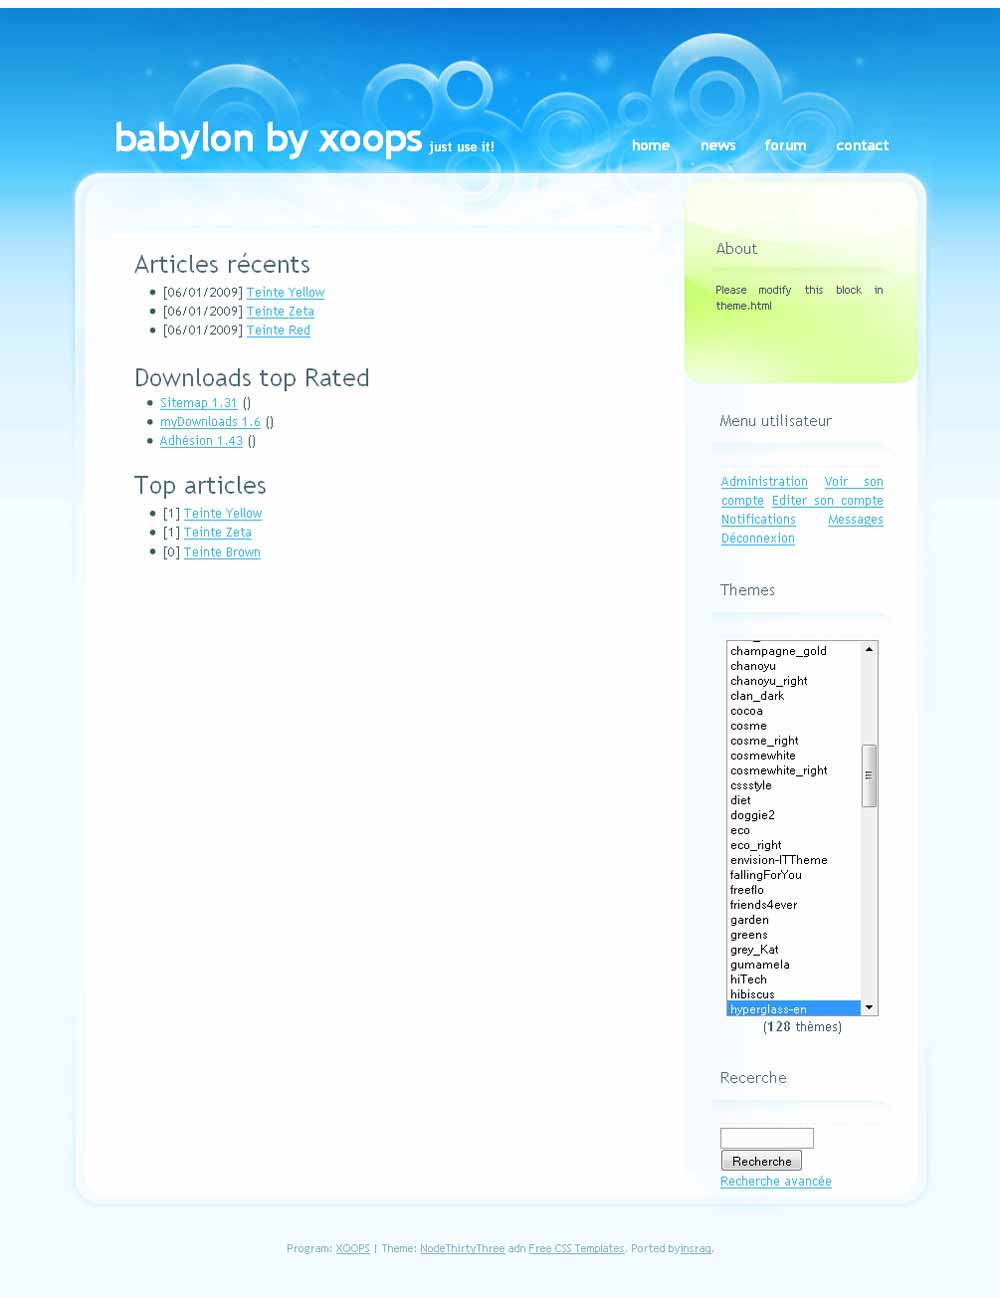 babylon by xoops just use it!
home news forum contact
Articles récents
[06/01/2009] Teinte Yellow
[06/01/2009] Teinte Zeta
[06/01/2009] Teinte Red
Downloads top Rated
Sitemap 1.31 ()
myDownloads 1.6 ()
Adhésion 1.43 ()
Top articles
[1] Teinte Yellow
[1] Teinte Zeta
[0] Teinte Brown
About
Please modify this block in
theme.html
Menu utilisateur
Administration Voir son
compte Editer son compte
Notifications Messages
Déconnexion
Themes
champagne_gold
chanoyu
chanoyu_right
clan_dark
cocoa
cosme
cosme_right
cosmewhite
cosmewhite_right
cssstyle
diet
doggie2
eco
eco_right
envision-ITTheme
fallingForYou
freeflo
friends4ever
garden
greens
grey_Kat
gumamela
hiTech
hibiscus
hyperglass-en
(128 thèmes)
Recerche
Recherche
Recherche avancée
Program: XOOPS | Theme: NodeThirtyThree adn Free CSS Templates. Ported byinsraq.